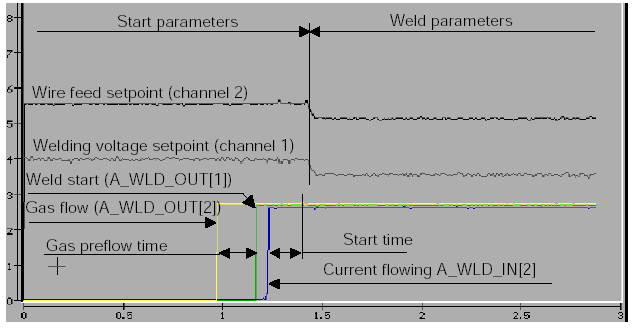 8
Start parameters
Weld parameters
7
6
Wire feed setpoint (channel 2)
5
Welding voltage setpoint (channel 1)
4
Weld start (A_WLD_OUT[1])
3
Gas flow (A_WLD_OUT[2])
2
Gas preflow time
Start time
1
Current flowing A_WLD_IN[2]
0
0 0.5 1 1.5 2 2.5 3